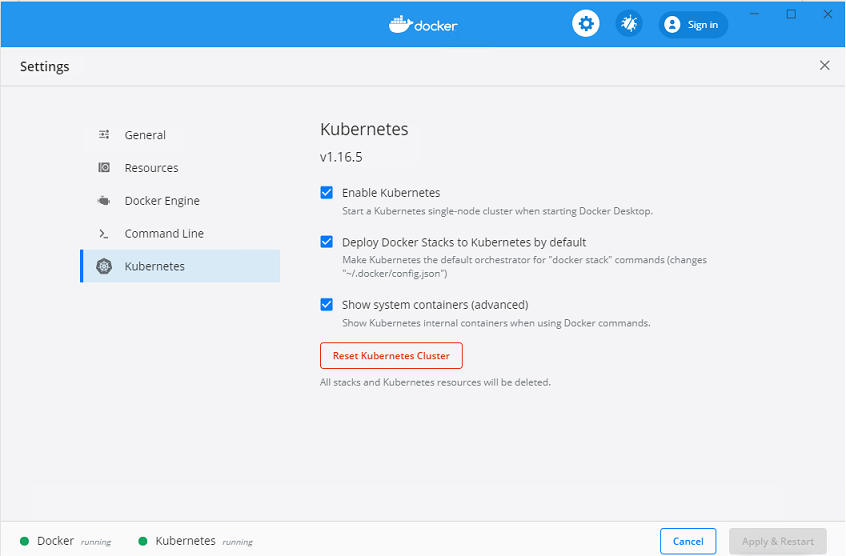 docker
Sign in
Settings
General
Resources
Docker Engine
Command Line
Kubernetes
Kubernetes
v1.16.5
Enable Kubernetes
Start a Kubernetes single-node cluster when starting Docker Desktop.
Deploy Docker Stacks to Kubernetes by default
Make Kubernetes the default orchestrator for "docker stack" commands (changes
"~/.docker/config.json")
Show system containers (advanced)
Show Kubernetes internal containers when using Docker commands.
Reset Kubernetes Cluster
All stacks and Kubernetes resources will be deleted.
Docker running Kubernetes running Cancel Apply & Restart